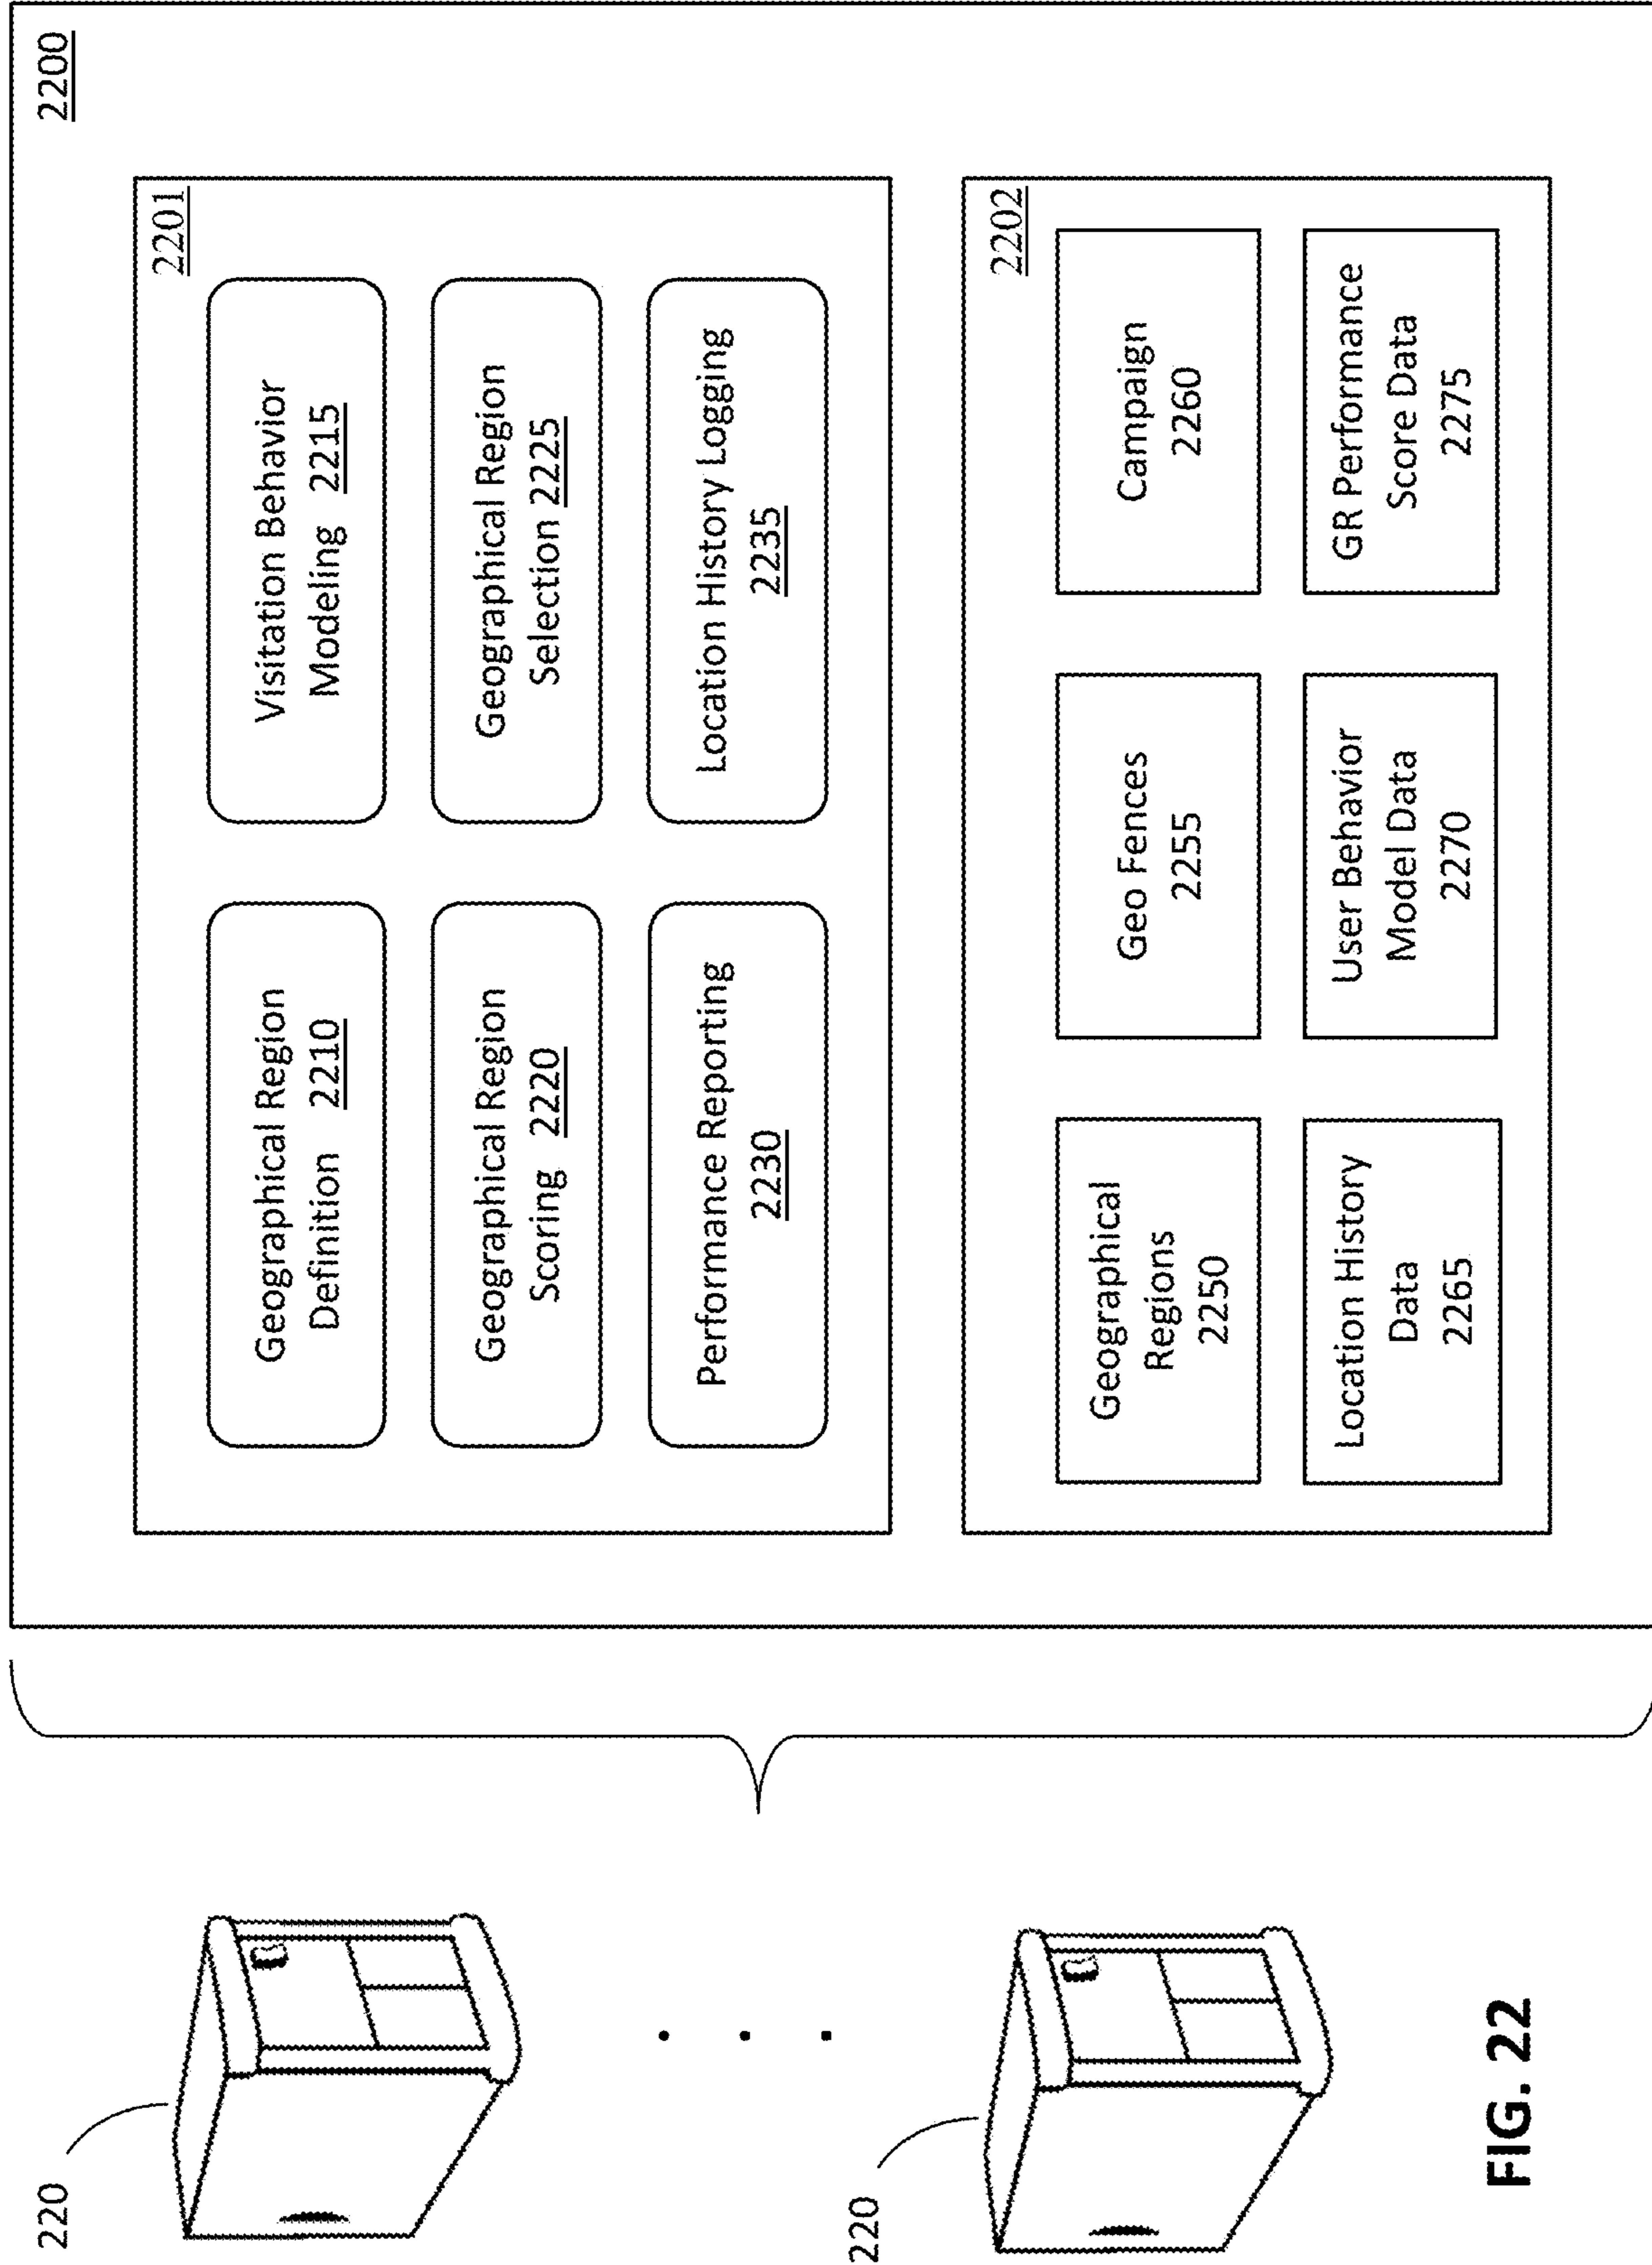 2200
2201
Geographical Region
Definition 2210
Visitation Behavior
Modeling 2215
Geographical Region
Scoring 2220
Geographical Region
Selection 2225
Performance Reporting
2230
Location History Logging
2235
2202
Geographical
Regions
2250
Geo Fences
2255
Campaign
2260
Location History
Data
2265
User Behavior
Model Data
2270
GR Performance
Score Data
2275
220
220
FIG. 22